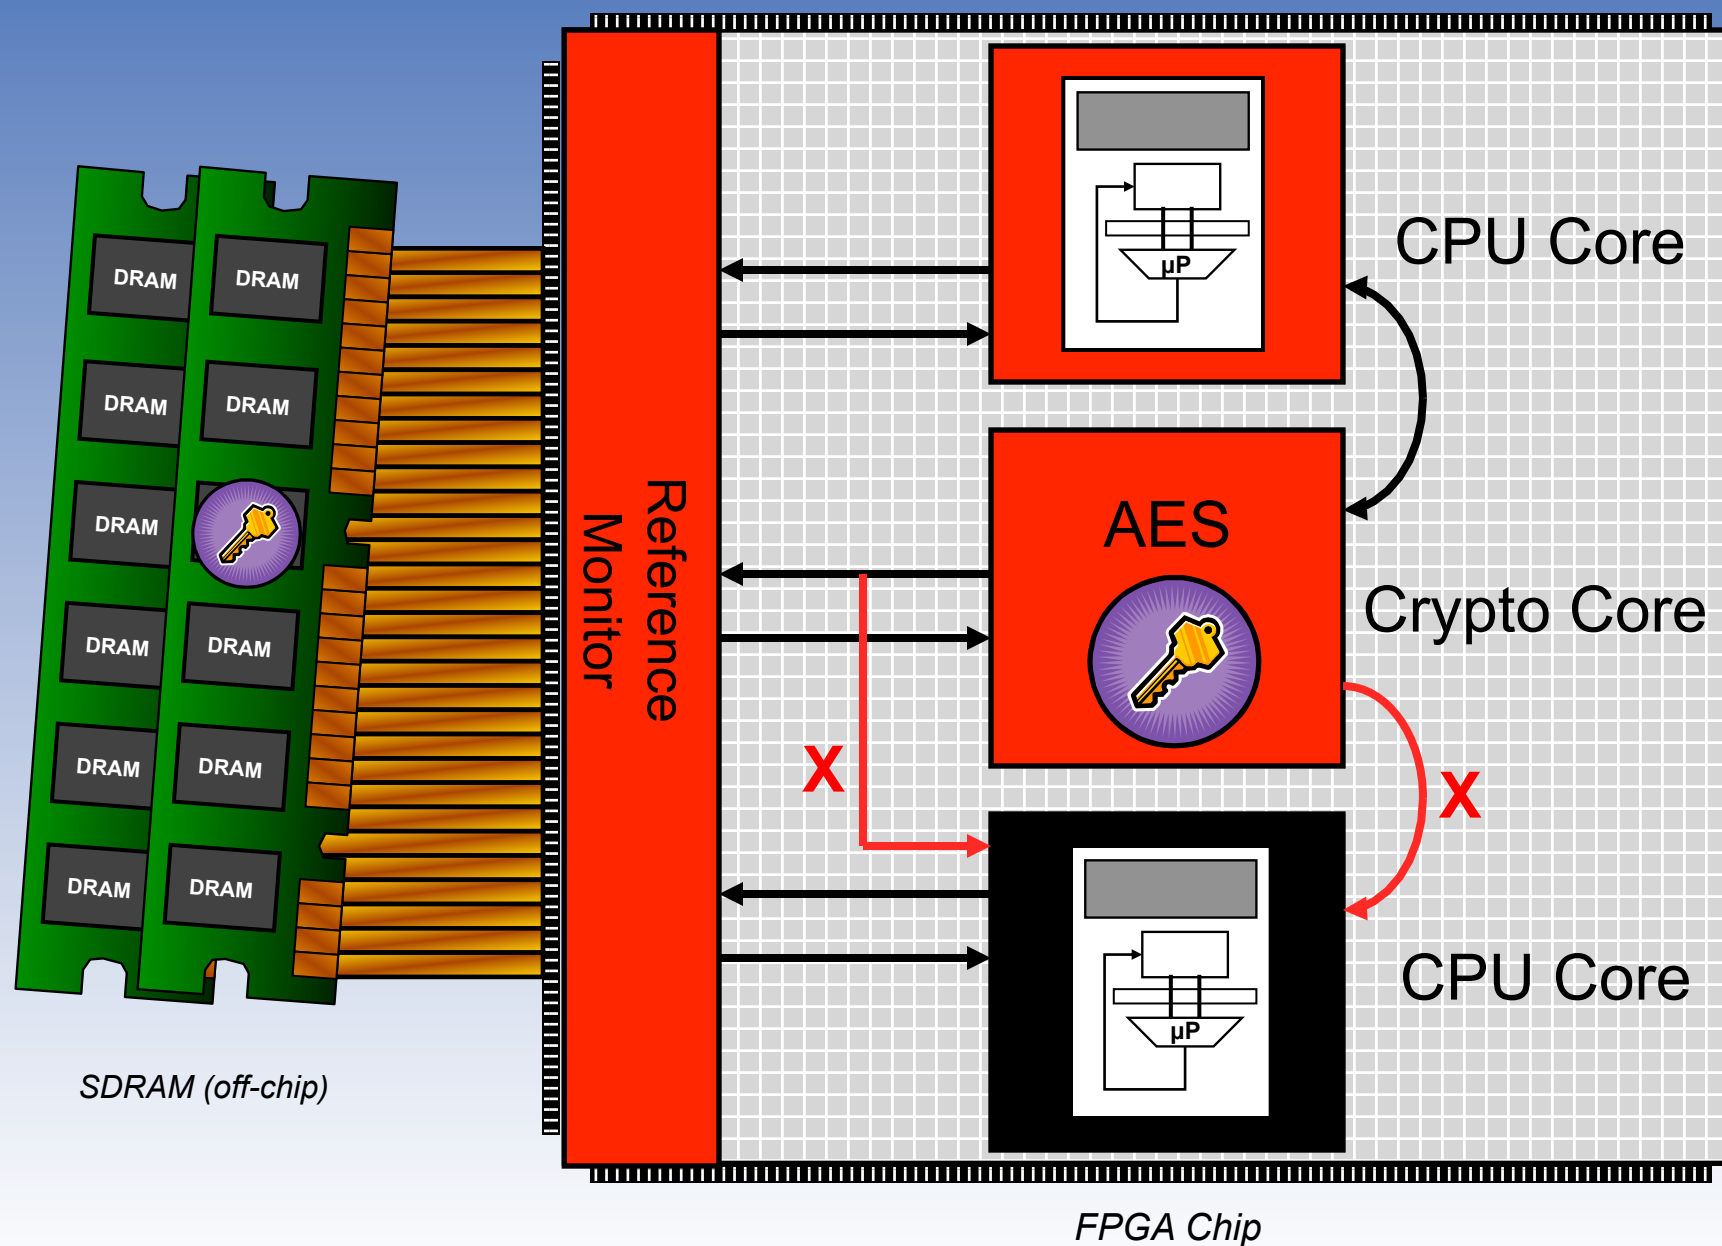 DRAM
DRAM
DRAM
DRAM
DRAM
DRAM
DRAM
DRAM
DRAM
DRAM
DRAM
SDRAM (off-chip)
Reference
Monitor
µP
CPU Core
AES
Crypto Core
X
X
µP
CPU Core
FPGA Chip